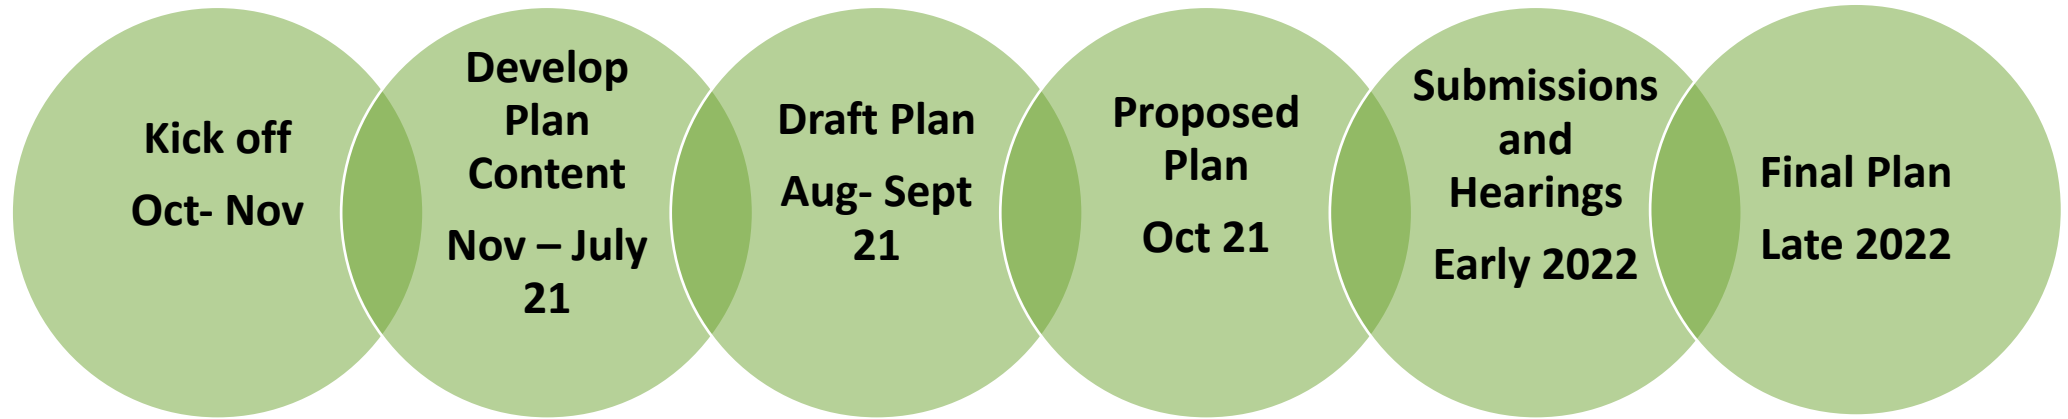 Kick off
Oct- Nov
Develop
Plan
Content
Nov – July
21
Draft Plan
Aug- Sept
21
Proposed
Plan
Oct 21
Submissions
and
Hearings
Early 2022
Final Plan
Late 2022